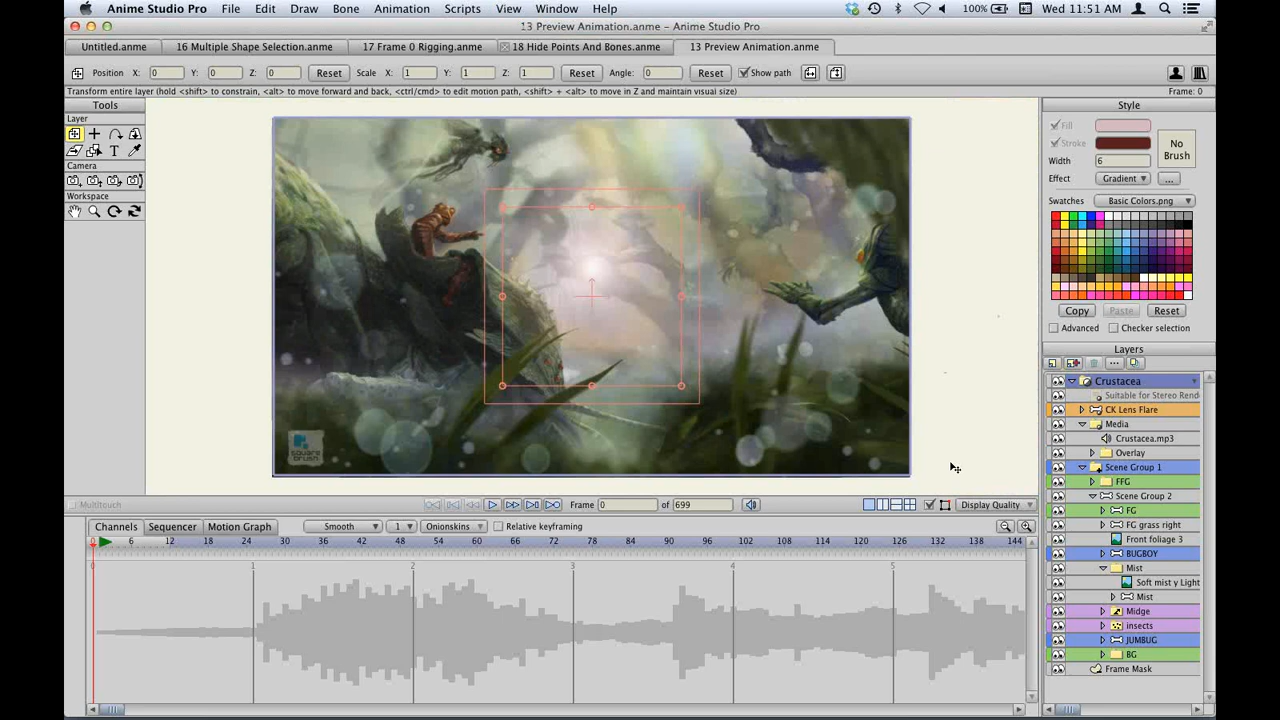 Anime Studio Pro File Edit Draw Bone Animation Scripts View Window Help 100% Wed 11:51 AM
13 Preview Animation.anme - Anime Studio Pro
Untitled.anme 16 Multiple Shape Selection.anme 17 Frame 0 Rigging.anme 18 Hide Points And Bones.anme 13 Preview Animation.anme
Position X: 0 Y: 0 Z: 0 Reset Scale X: 1 Y: 1 Z: 1 Reset Angle: 0 Reset Show path
Transform entire layer (hold <shift> to constrain, <alt> to move forward and back, <ctrl/cmd> to edit motion path, <shift> + <alt> to move in Z and maintain visual size) Frame: 0
Tools
Layer
Camera
Workspace
square
brush
Style
Fill
Stroke
Width 6
No
Brush
Effect Gradient ...
Swatches Basic Colors.png
Copy Paste Reset
Advanced Checker selection
Layers
Crustacea
Suitable for Stereo Rend
CK Lens Flare
Media
Crustacea.mp3
Overlay
Scene Group 1
FFG
Scene Group 2
FG
FG grass right
Front foliage 3
BUGBOY
Mist
Soft mist y Light
Mist
Midge
insects
JUMBUG
BG
Frame Mask
Multitouch Frame 0 of 699 Display Quality
Channels Sequencer Motion Graph Smooth 1 Onionskins Relative keyframing
0 6 12 18 24 30 36 42 48 54 60 66 72 78 84 90 96 102 108 114 120 126 132 138 144
0 1 2 3 4 5